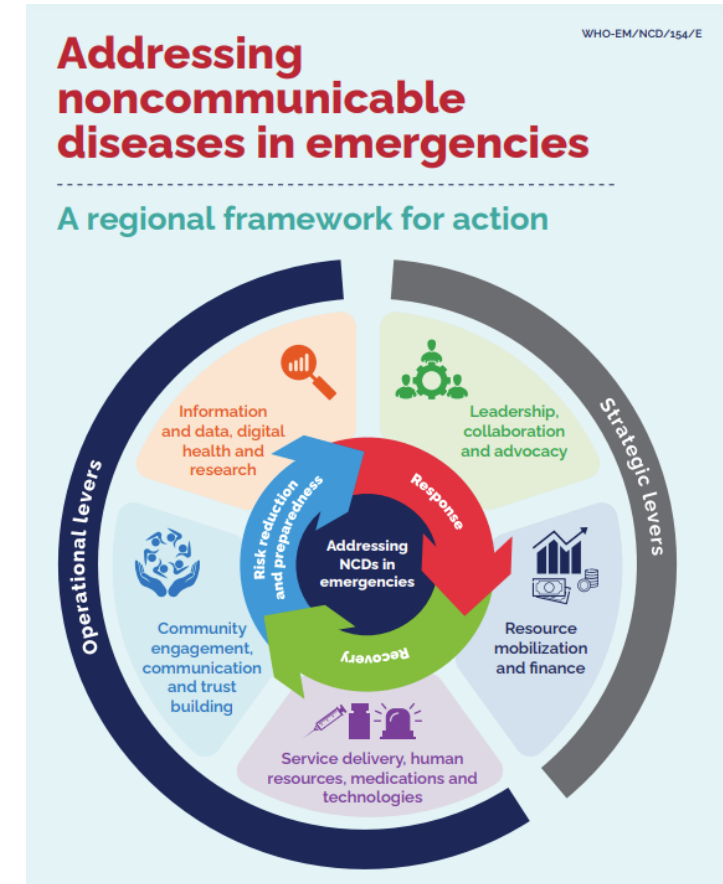 WHO-EM/NCD/154/E
Addressing
noncommunicable
diseases in emergencies
A regional framework for action
Operational levers
Strategic levers
Information
and data, digital
health and
research
Leadership,
collaboration
and advocacy
Risk reduction
and preparedness
Response
Addressing
NCDs in
emergencies
Recovery
Community
engagement,
communication
and trust
building
Resource
mobilization
and finance
Service delivery, human
resources, medications and
technologies